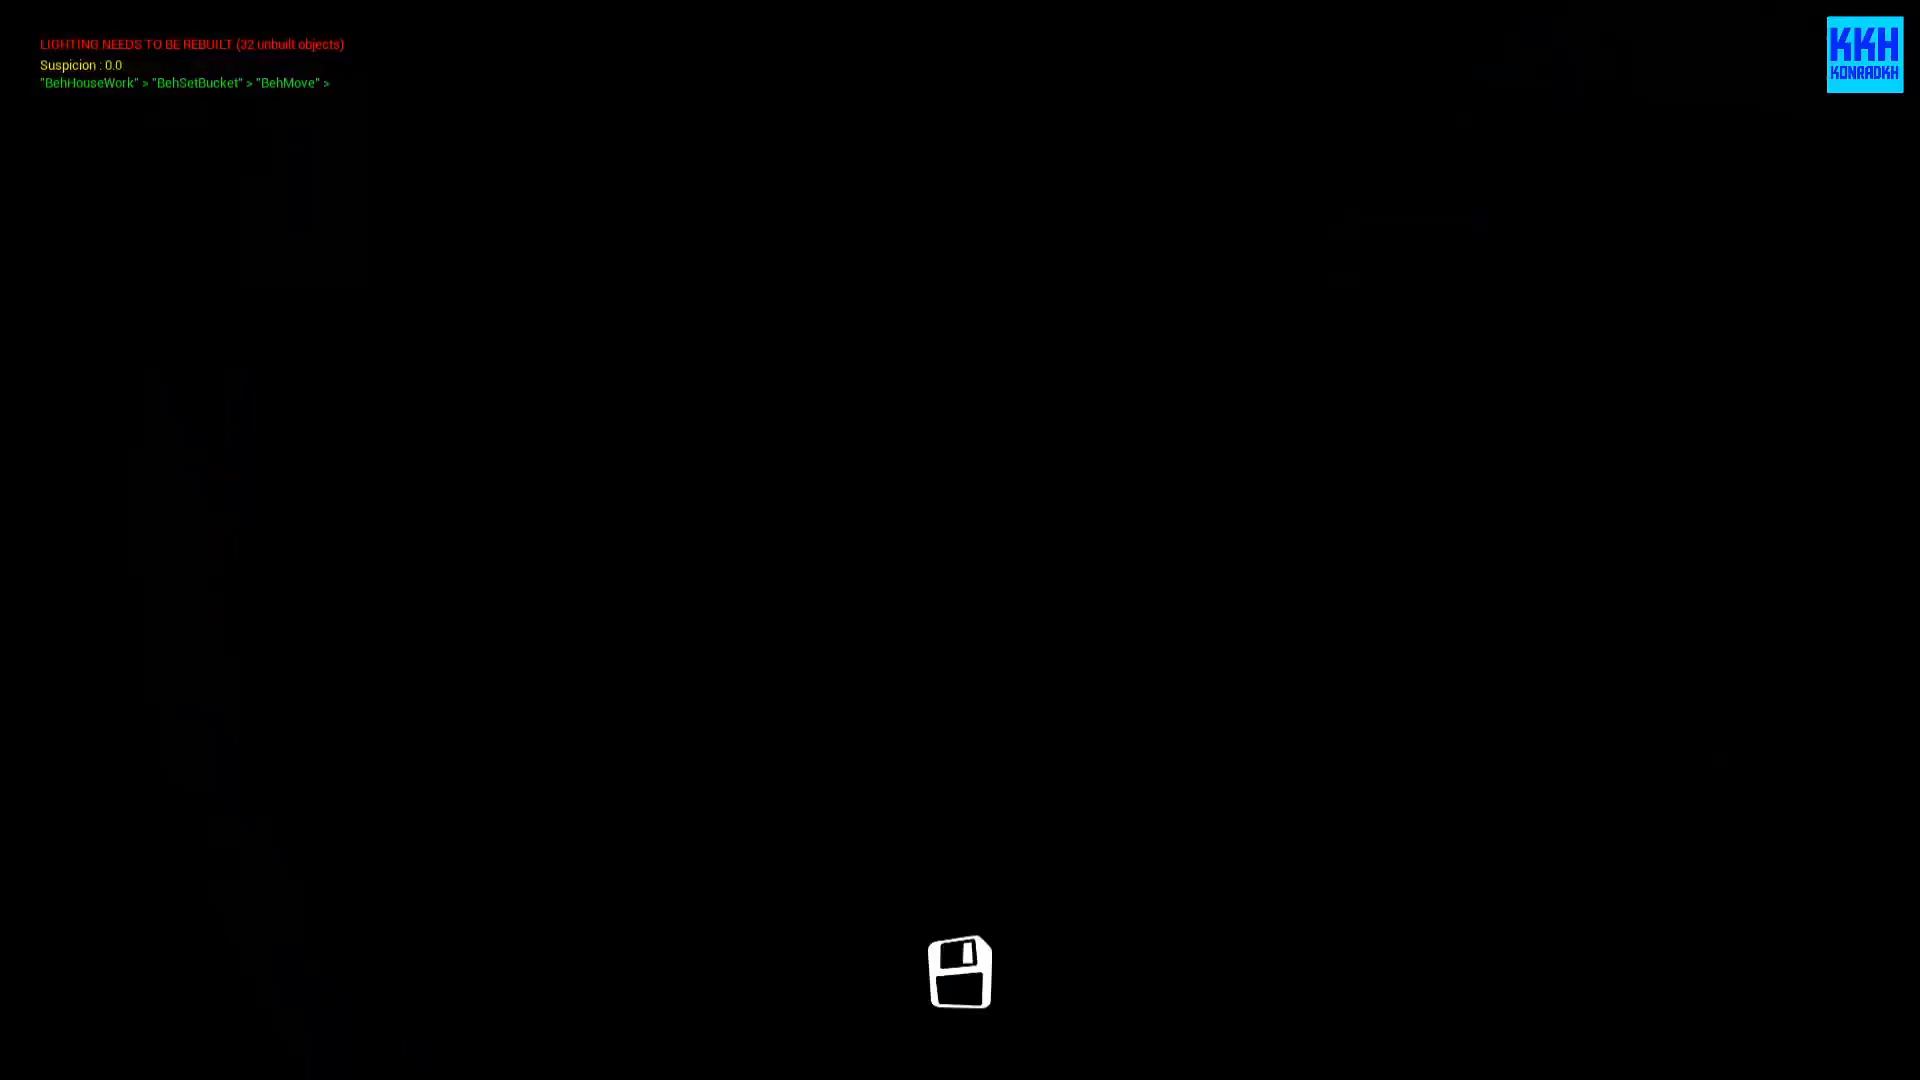 LIGHTING NEEDS TO BE REBUILT (32 unbuilt objects)
Suspicion : 0.0
"BehHouseWork" > "BehSetBucket" > "BehMove" >
KKH
KONRADKH